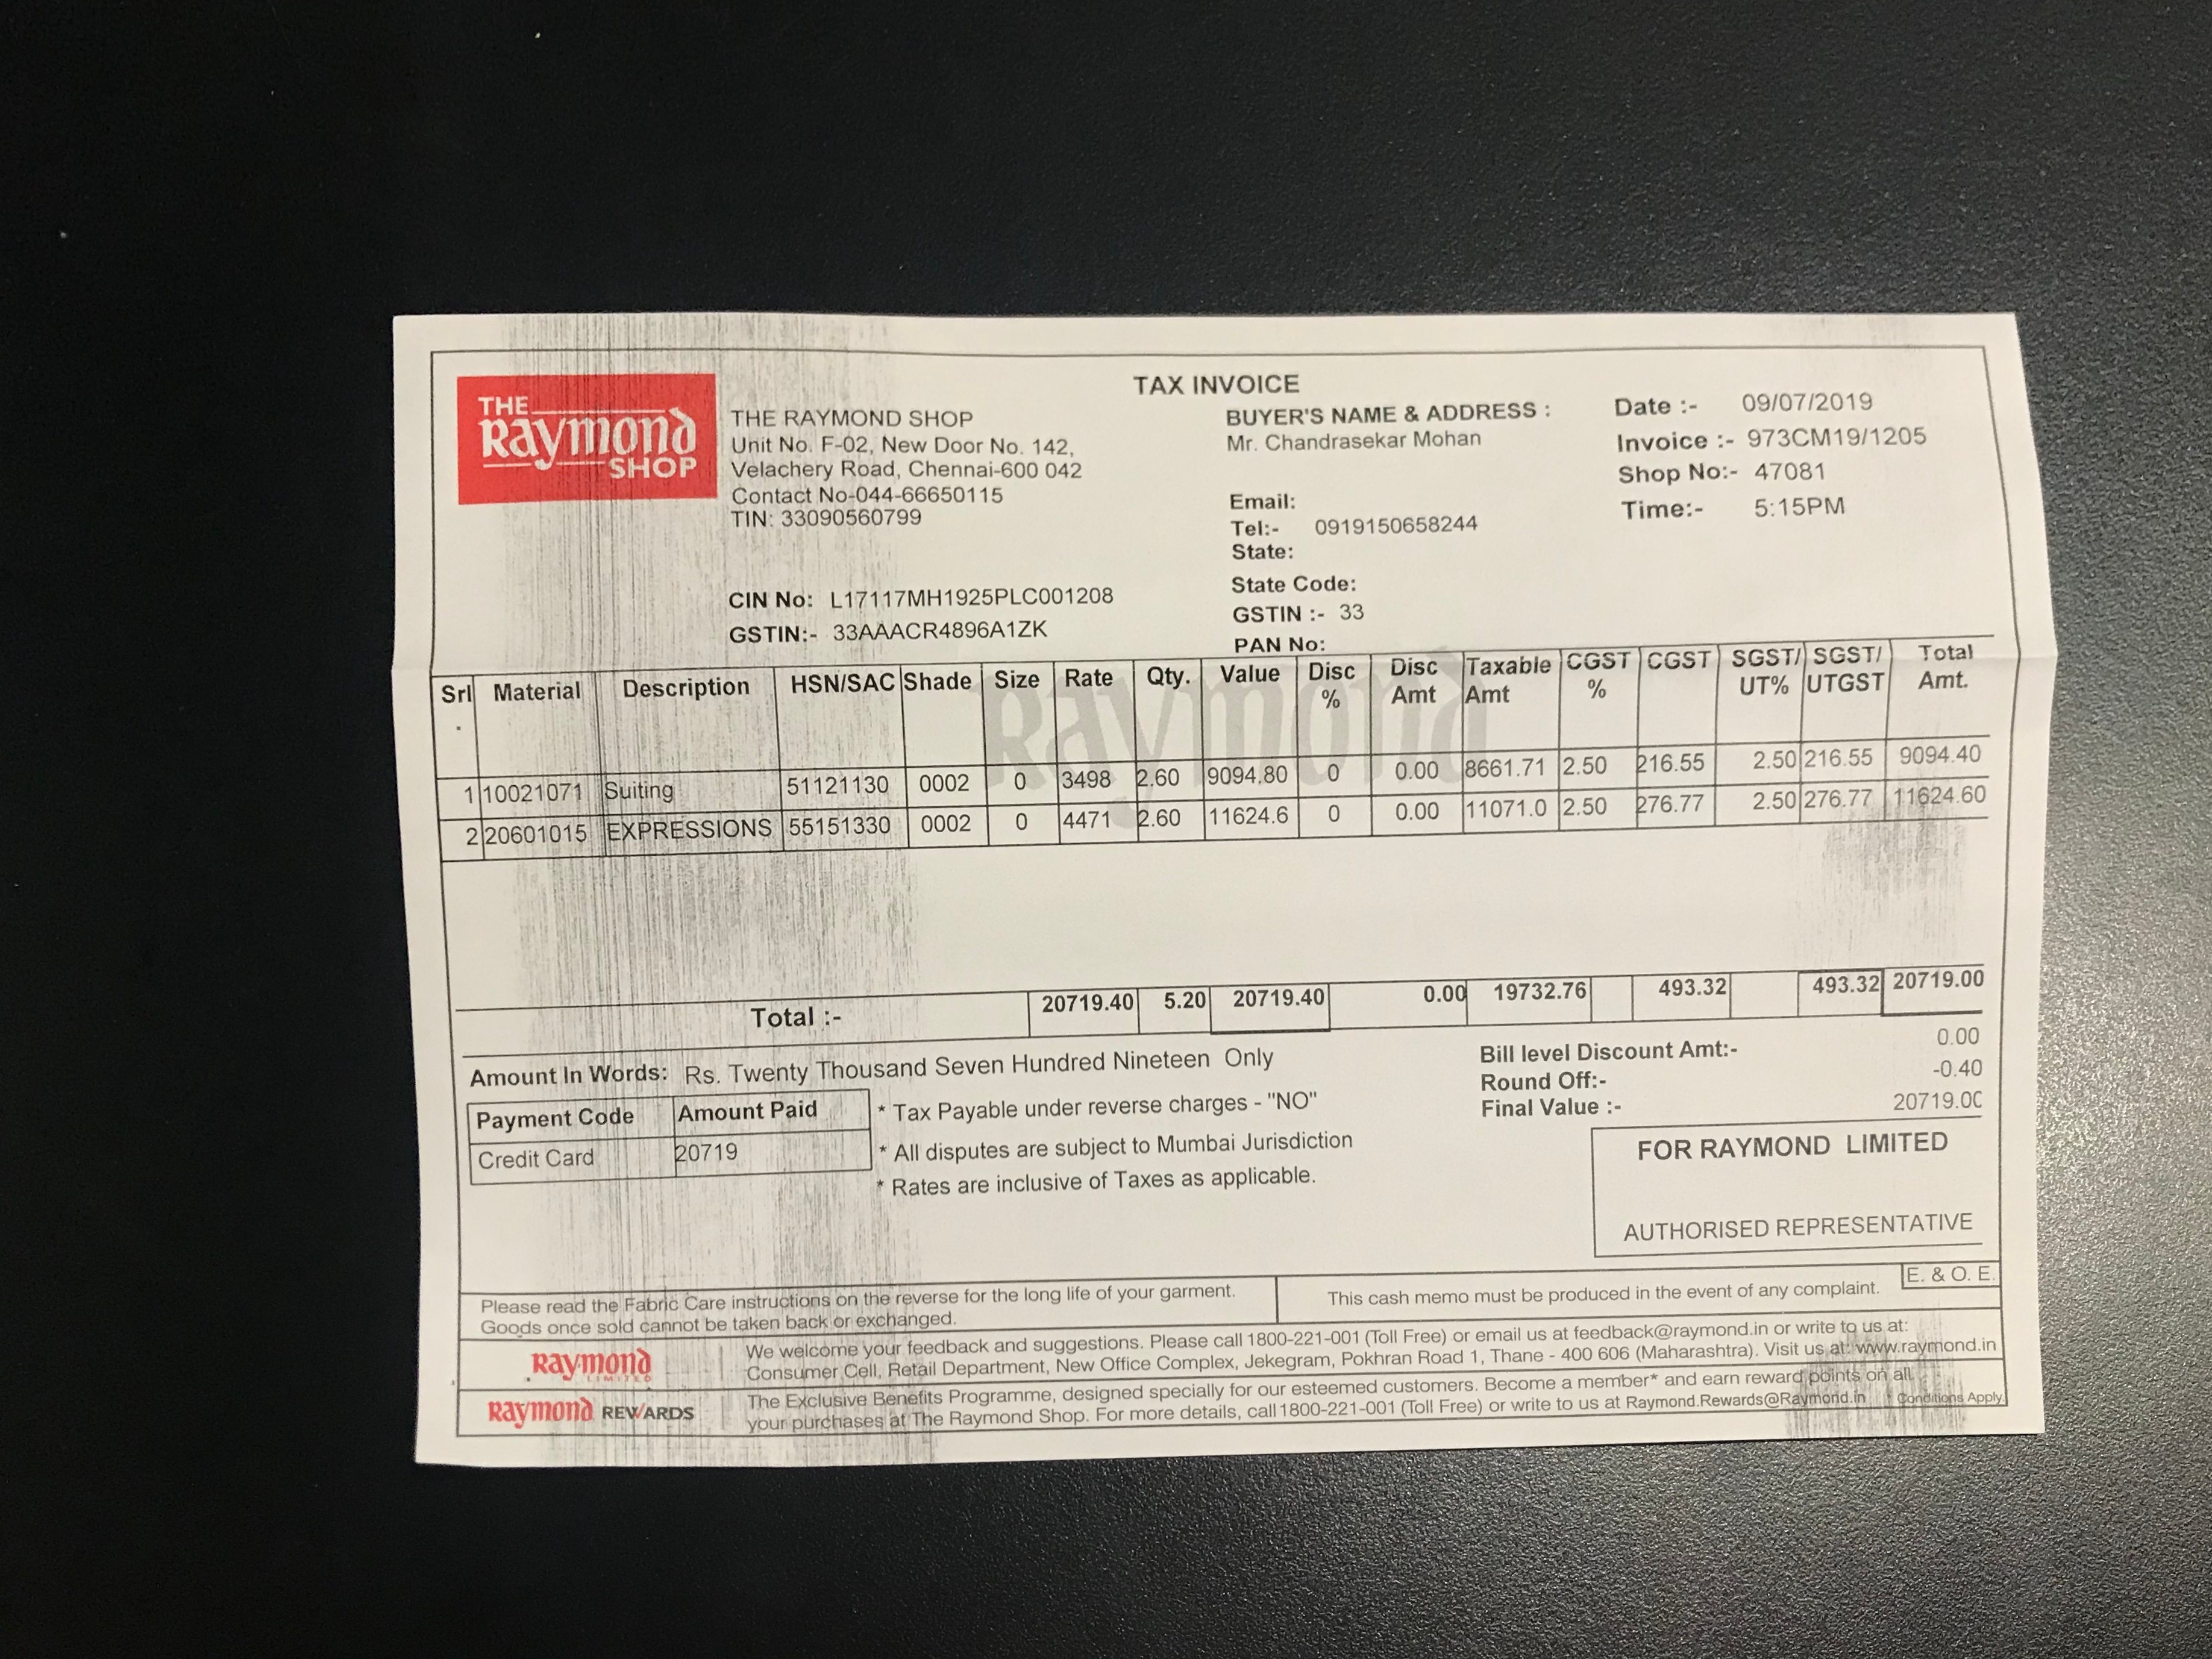 TAX INVOICE
THE
Raymond
SHOP
THE RAYMOND SHOP
Unit No. F-02, New Door No. 142,
Velachery Road, Chennai-600 042
Contact No-044-66650115
TIN: 33090560799
CIN No: L17117MH1925PLC001208
GSTIN:- 33AAACR4896A1ZK
BUYER'S NAME & ADDRESS :
Mr. Chandrasekar Mohan
Email:
Tel:- 0919150658244
State:
State Code:
GSTIN :- 33
PAN No:
Date :- 09/07/2019
Invoice :- 973CM19/1205
Shop No:- 47081
Time:- 5:15PM
Raymond
Srl . Material Description HSN/SAC Shade Size Rate Qty. Value Disc % Disc Amt Taxable Amt CGST % CGST SGST/ UT% SGST/ UTGST Total Amt.
1 10021071 Suiting 51121130 0002 0 3498 2.60 9094.80 0 0.00 8661.71 2.50 216.55 2.50 216.55 9094.40
2 20601015 EXPRESSIONS 55151330 0002 0 4471 2.60 11624.6 0 0.00 11071.0 2.50 276.77 2.50 276.77 11624.60
Total :- 20719.40 5.20 20719.40 0.00 19732.76 493.32 493.32 20719.00
Amount In Words: Rs. Twenty Thousand Seven Hundred Nineteen Only
Bill level Discount Amt:- 0.00
Round Off:- -0.40
Final Value :- 20719.00
Payment Code Amount Paid
Credit Card 20719
* Tax Payable under reverse charges - "NO"
* All disputes are subject to Mumbai Jurisdiction
* Rates are inclusive of Taxes as applicable.
FOR RAYMOND LIMITED
AUTHORISED REPRESENTATIVE
E. & O. E.
Please read the Fabric Care instructions on the reverse for the long life of your garment.
Goods once sold cannot be taken back or exchanged.
This cash memo must be produced in the event of any complaint.
Raymond
LIMITED
We welcome your feedback and suggestions. Please call 1800-221-001 (Toll Free) or email us at feedback@raymond.in or write to us at:
Consumer Cell, Retail Department, New Office Complex, Jekegram, Pokhran Road 1, Thane - 400 606 (Maharashtra). Visit us at: www.raymond.in
Raymond REWARDS
The Exclusive Benefits Programme, designed specially for our esteemed customers. Become a member* and earn reward points on all
your purchases at The Raymond Shop. For more details, call 1800-221-001 (Toll Free) or write to us at Raymond.Rewards@Raymond.in * Conditions Apply.